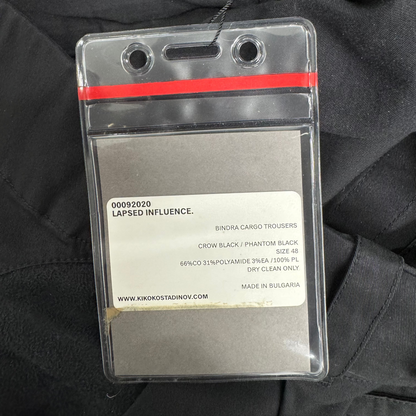 00092020
LAPSED INFLUENCE.
BINDRA CARGO TROUSERS
CROW BLACK / PHANTOM BLACK
SIZE 48
66%CO 31%POLYAMIDE 3%EA /100% PL
DRY CLEAN ONLY
MADE IN BULGARIA
WWW.KIKOKOSTADINOV.COM